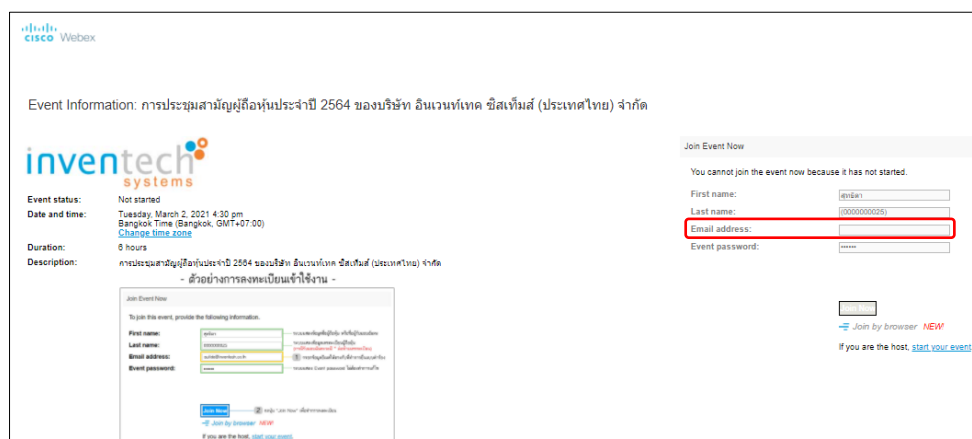 cisco Webex
Event Information: การประชุมสามัญผู้ถือหุ้นประจำปี 2564 ของบริษัท อินเวนท์เทค ซิสเท็มส์ (ประเทศไทย) จำกัด
inventech
systems
Event status: Not started
Date and time: Tuesday, March 2, 2021 4:30 pm
Bangkok Time (Bangkok, GMT+07:00)
Change time zone
Duration: 6 hours
Description: การประชุมสามัญผู้ถือหุ้นประจำปี 2564 ของบริษัท อินเวนท์เทค ซิสเท็มส์ (ประเทศไทย) จำกัด
- ตัวอย่างการลงทะเบียนเข้าใช้งาน -
Join Event Now
To join this event, provide the following information.
First name:
Last name:
Email address:
Event password:
Join Now
Join by browser NEW!
If you are the host, start your event.
Join Event Now
You cannot join the event now because it has not started.
First name: สุทธิดา
Last name: (0000000025)
Email address:
Event password: ••••••
Join Now
Join by browser NEW!
If you are the host, start your event